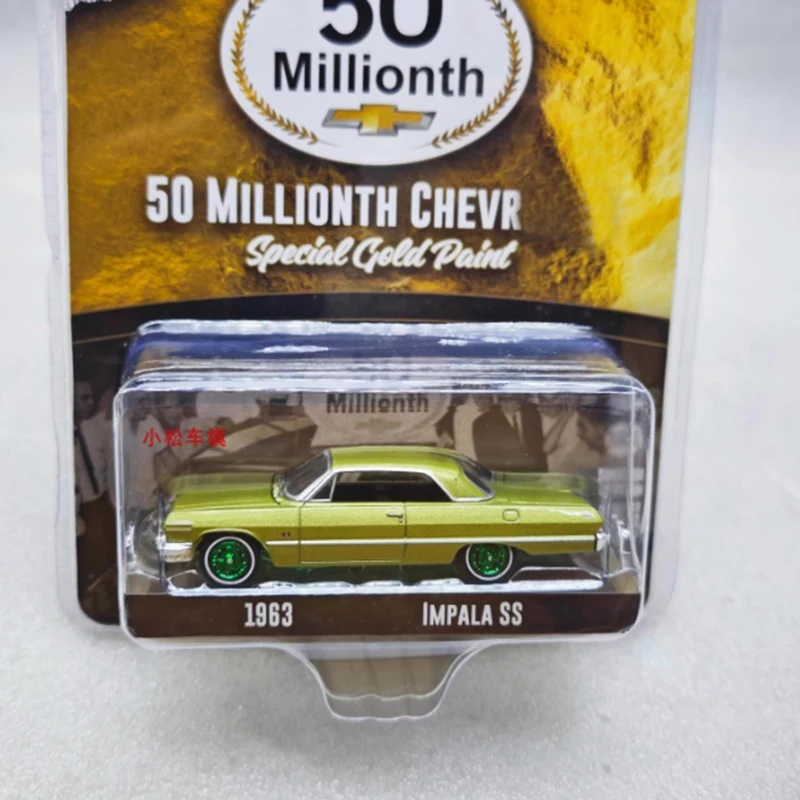 50
Millionth
50 MILLIONTH CHEVR
Special Gold Paint
Millionth
小松车模
1963 IMPALA SS